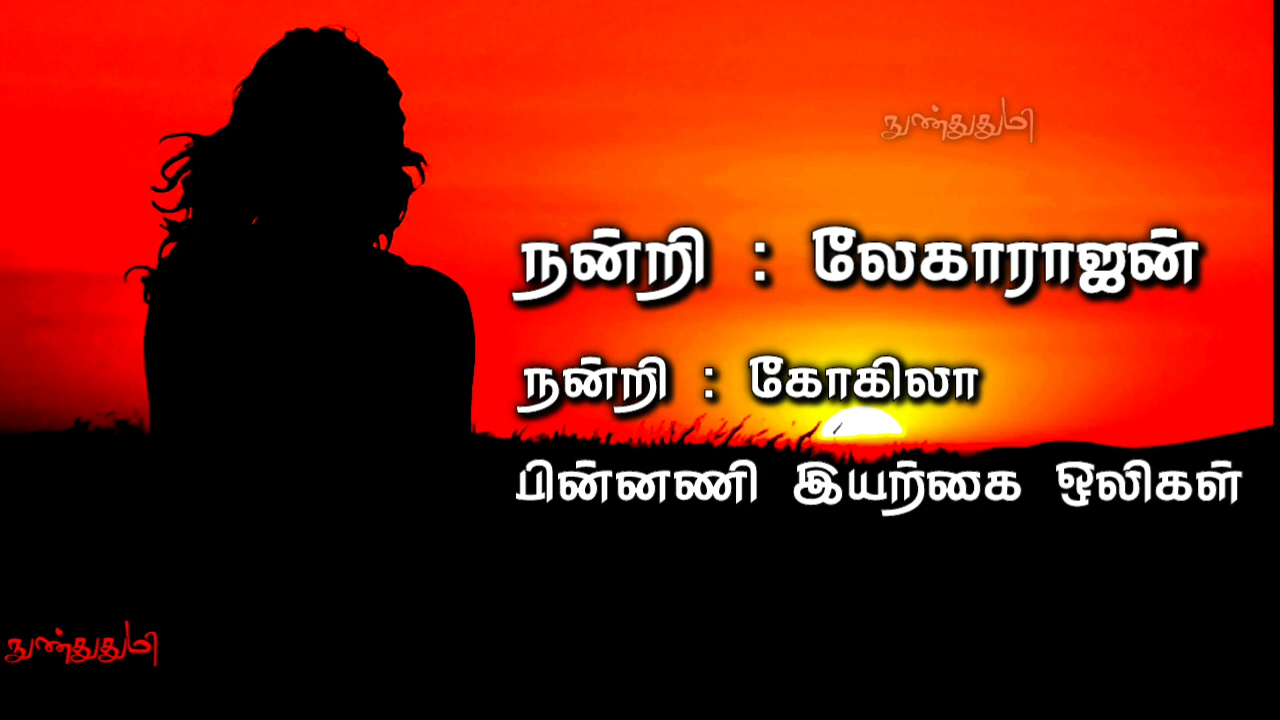 நுண்துதுமி
நன்றி : லேகாராஜன்
நன்றி : கோகிலா
பின்னணி இயற்கை ஒலிகள்
நுண்துதுமி